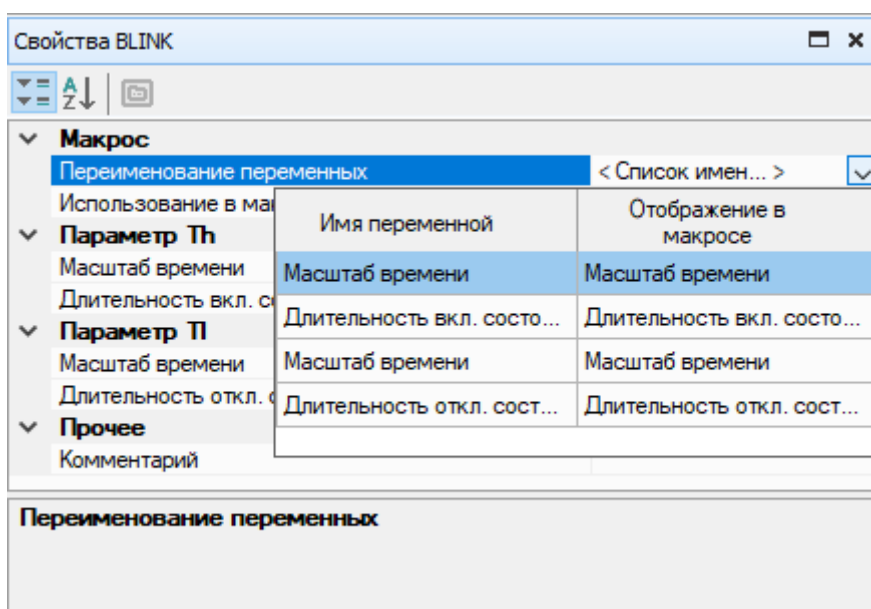 Свойства BLINK
Макрос
Переименование переменных < Список имен... >
Использование в ма
Имя переменной Отображение в макросе
Параметр Th
Масштаб времени Масштаб времени Масштаб времени
Длительность вкл. со Длительность вкл. состо... Длительность вкл. состо...
Параметр Tl
Масштаб времени Масштаб времени Масштаб времени
Длительность откл. Длительность откл. сост... Длительность откл. сост...
Прочее
Комментарий
Переименование переменных